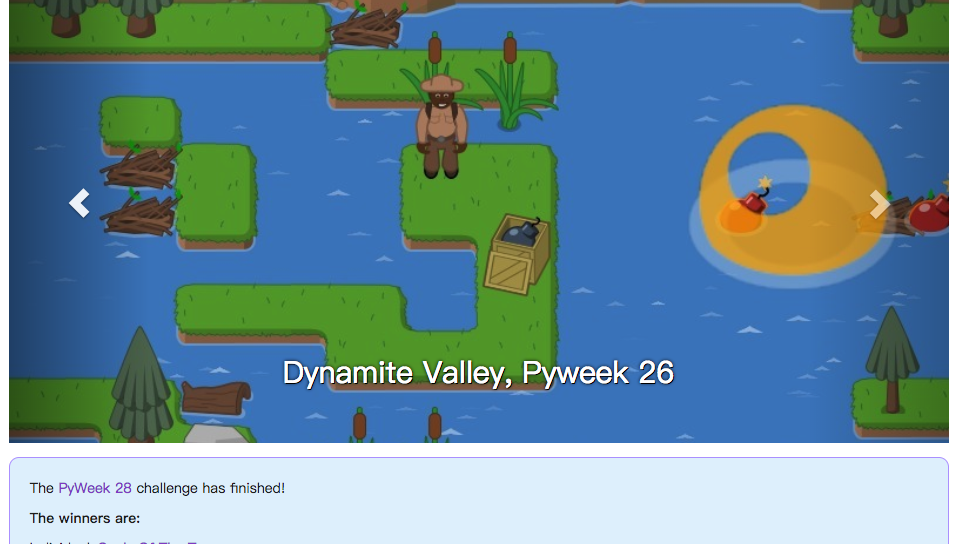 Dynamite Valley, Pyweek 26
The PyWeek 28 challenge has finished!
The winners are: